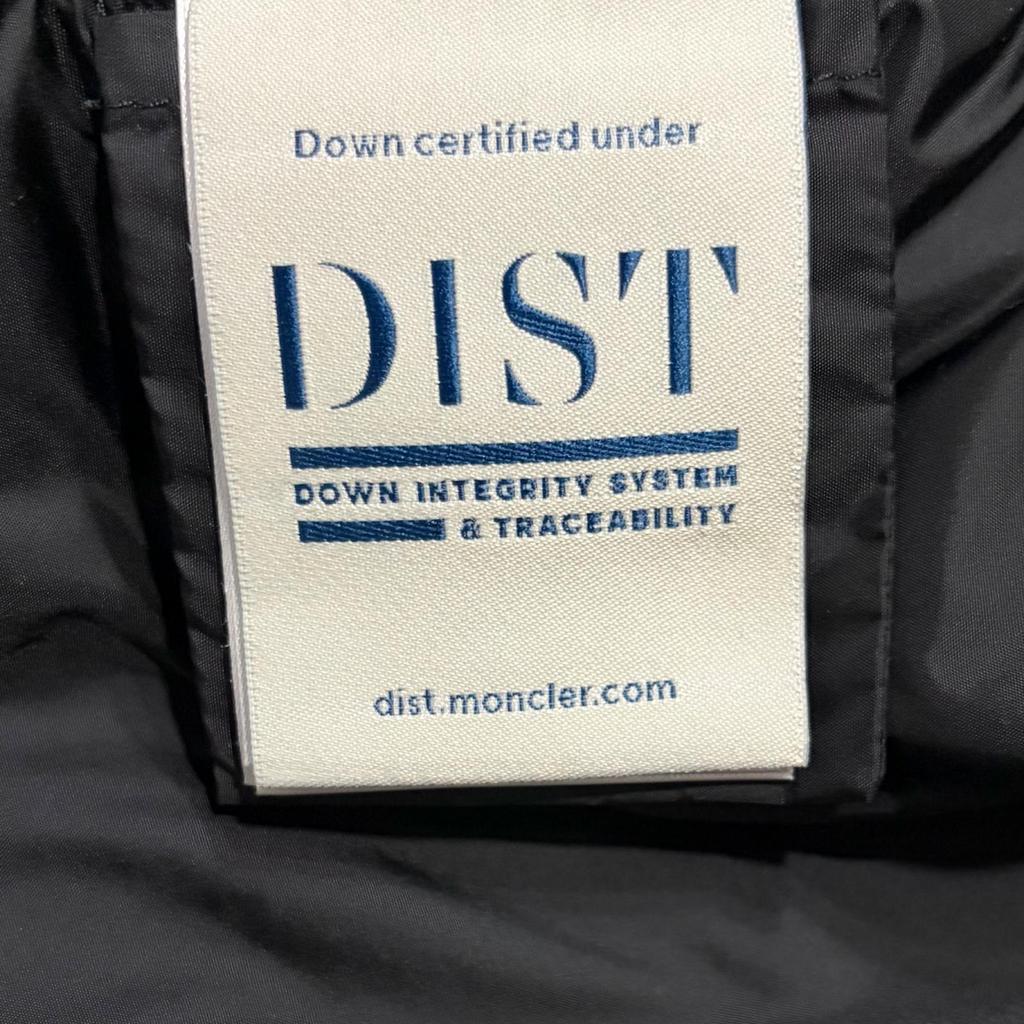 Down certified under
DIST
DOWN INTEGRITY SYSTEM
& TRACEABILITY
dist.moncler.com